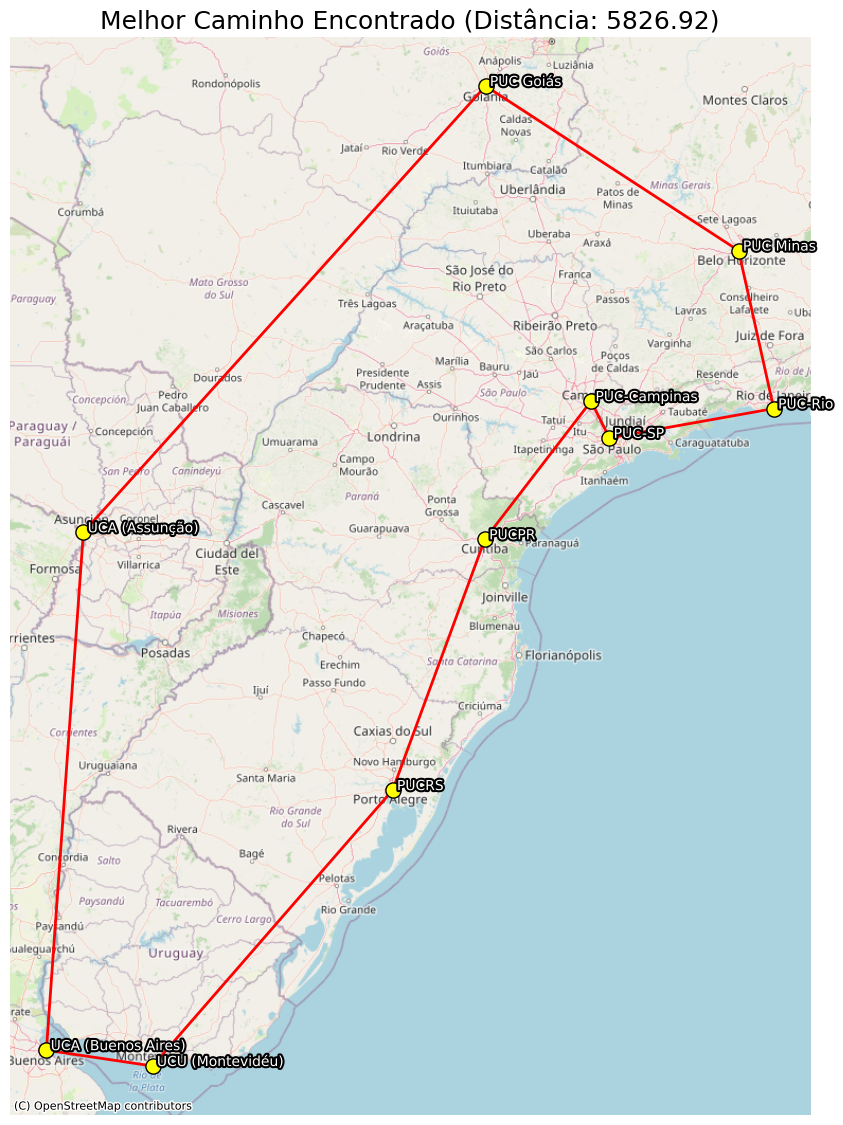 Melhor Caminho Encontrado (Distância: 5826.92)
Goiás
Anápolis
Luziânia
Rondonópolis
PUC Goiás
Goiânia
Montes Claros
Caldas
Novas
Jataí
Rio Verde
Itumbiara
Catalão
Minas Gerais
Uberlândia
Patos de
Minas
Corumbá
Ituiutaba
Sete Lagoas
Uberaba
Araxá
PUC Minas
Belo Horizonte
São José do
Rio Preto
Franca
Mato Grosso
do Sul
Paraguay
Três Lagoas
Passos
Conselheiro
Lafaiete
Lavras
Araçatuba
Ribeirão Preto
Juiz de Fora
Varginha
São Carlos
Poços
de Caldas
Marília
Bauru
Jaú
Presidente
Prudente
Assis
Resende
Dourados
Pedro
Juan Caballero
São Paulo
PUC-Campinas
Rio de Janeiro
PUC-Rio
Concepción
Taubaté
Ourinhos
Tatuí
Jundiaí
Paraguay /
Paraguái
Concepción
Londrina
Itu
PUC-SP
Umuarama
Itapetininga
São Paulo
Caraguatatuba
Campo
Mourão
San Pedro
Canindeyú
Itanhaém
Paraná
Ponta
Grossa
Cascavel
Asunción
Coronel
UCA (Assunção)
Guarapuava
PUCPR
Curitiba
Paranaguá
Ciudad del
Este
Villarrica
Formosa
Joinville
Itapúa
Misiones
Blumenau
Chapecó
rrientes
Posadas
Erechim
Santa Catarina
Florianópolis
Passo Fundo
Ijuí
Criciúma
Corrientes
Caxias do Sul
Uruguaiana
Novo Hamburgo
Santa Maria
PUCRS
Porto Alegre
Rio Grande
do Sul
Rivera
Concordia
Salto
Bagé
Pelotas
Paysandú
Tacuarembó
Rio Grande
Cerro Largo
Paysandú
Gualeguaychú
Uruguay
UCA (Buenos Aires)
Buenos Aires
UCU (Montevidéu)
Río de
la Plata
(C) OpenStreetMap contributors